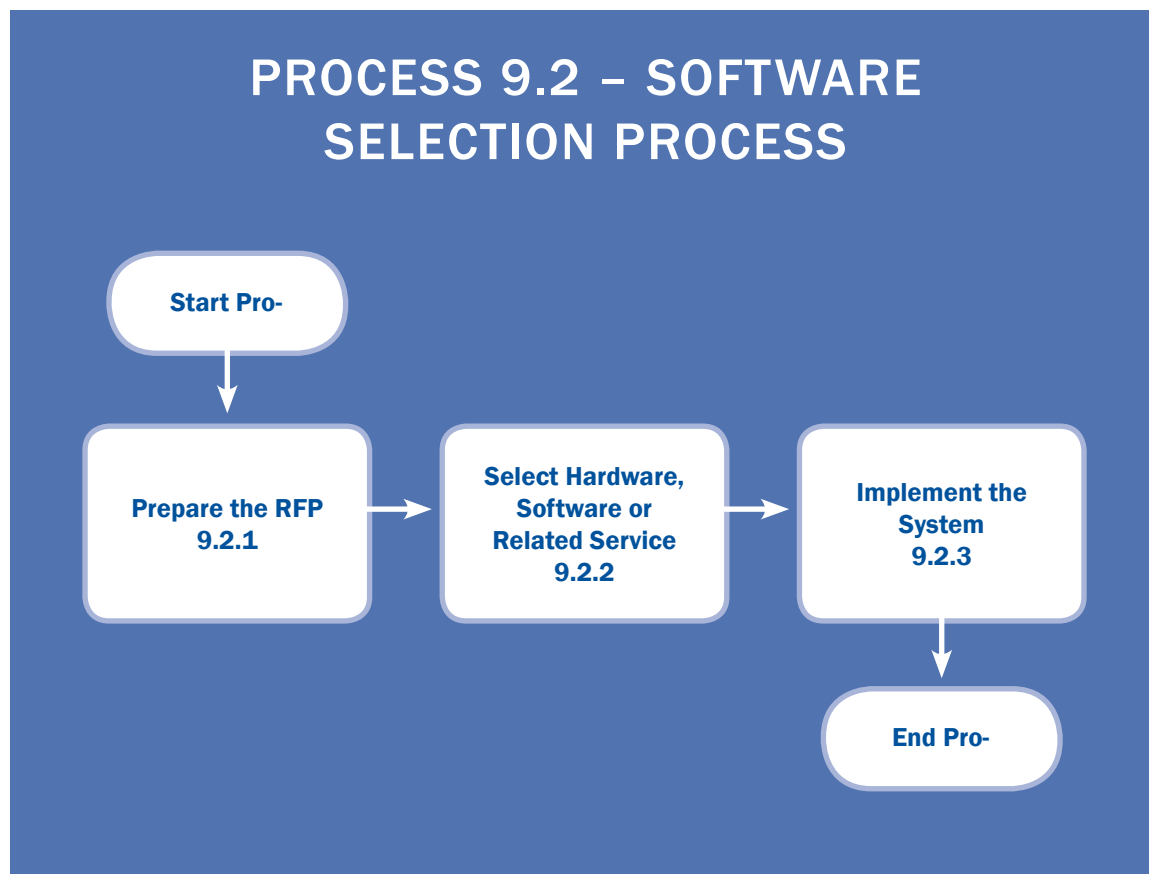 PROCESS 9.2 – SOFTWARE
SELECTION PROCESS
Start Pro-
Prepare the RFP
9.2.1
Select Hardware,
Software or
Related Service
9.2.2
Implement the
System
9.2.3
End Pro-